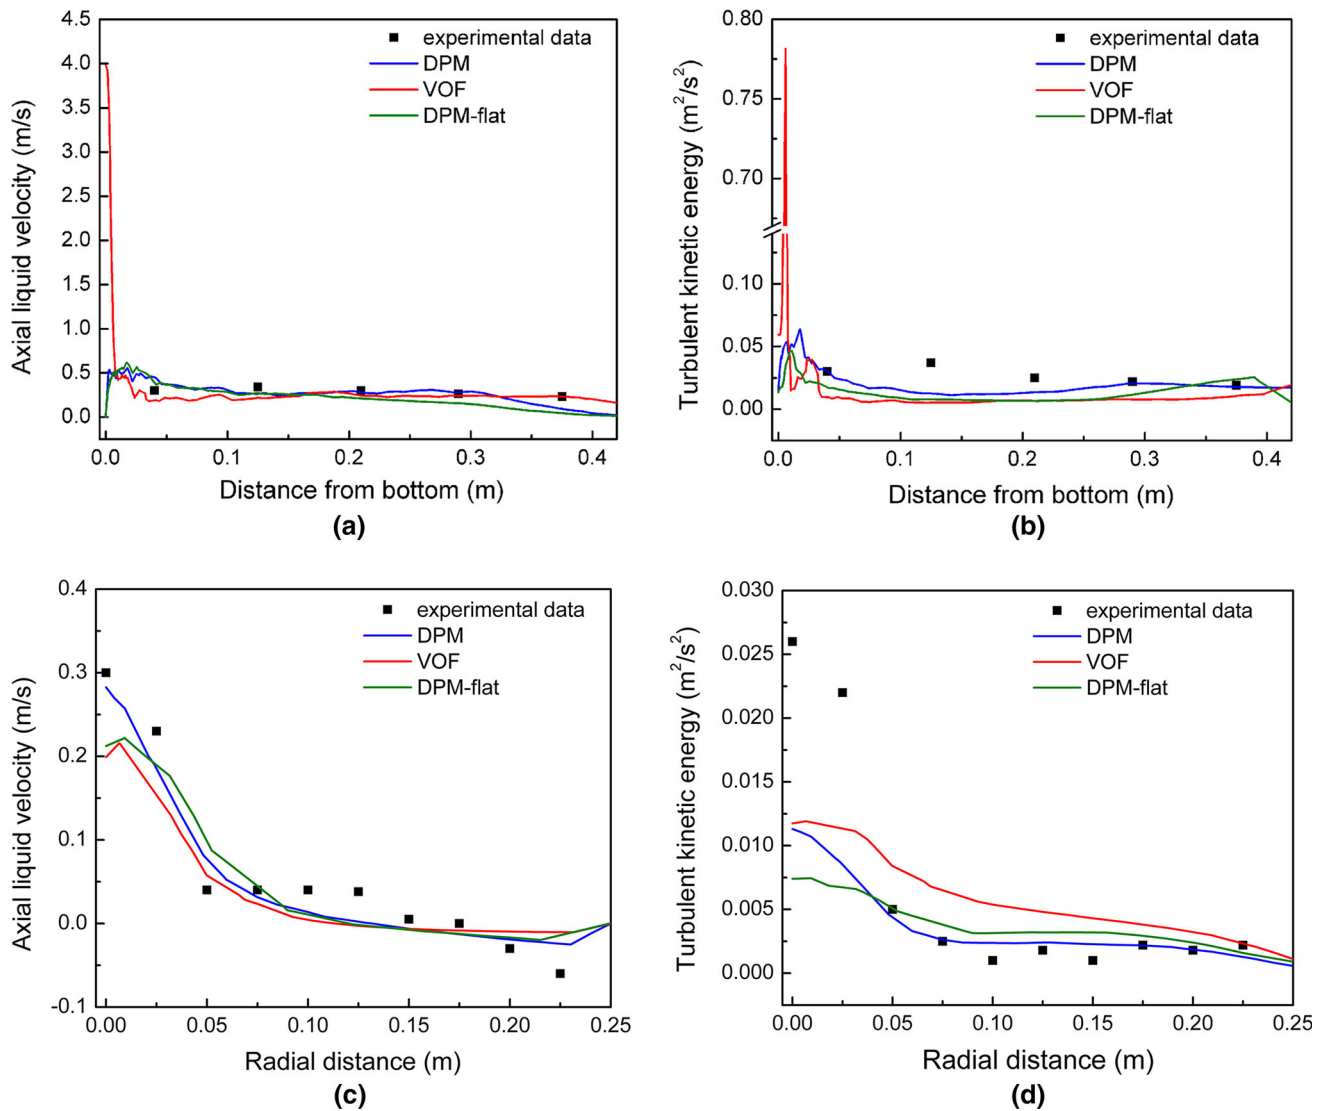 4.5
4.0
3.5
3.0
2.5
2.0
1.5
1.0
0.5
0.0
Axial liquid velocity (m/s)
experimental data
DPM
VOF
DPM-flat
0.0 0.1 0.2 0.3 0.4
Distance from bottom (m)
(a)
0.80
0.70
0.10
0.05
0.00
Turbulent kinetic energy (m²/s²)
experimental data
DPM
VOF
DPM-flat
0.0 0.1 0.2 0.3 0.4
Distance from bottom (m)
(b)
0.4
0.3
0.2
0.1
0.0
-0.1
Axial liquid velocity (m/s)
experimental data
DPM
VOF
DPM-flat
0.00 0.05 0.10 0.15 0.20 0.25
Radial distance (m)
(c)
0.030
0.025
0.020
0.015
0.010
0.005
0.000
Turbulent kinetic energy (m²/s²)
experimental data
DPM
VOF
DPM-flat
0.00 0.05 0.10 0.15 0.20 0.25
Radial distance (m)
(d)